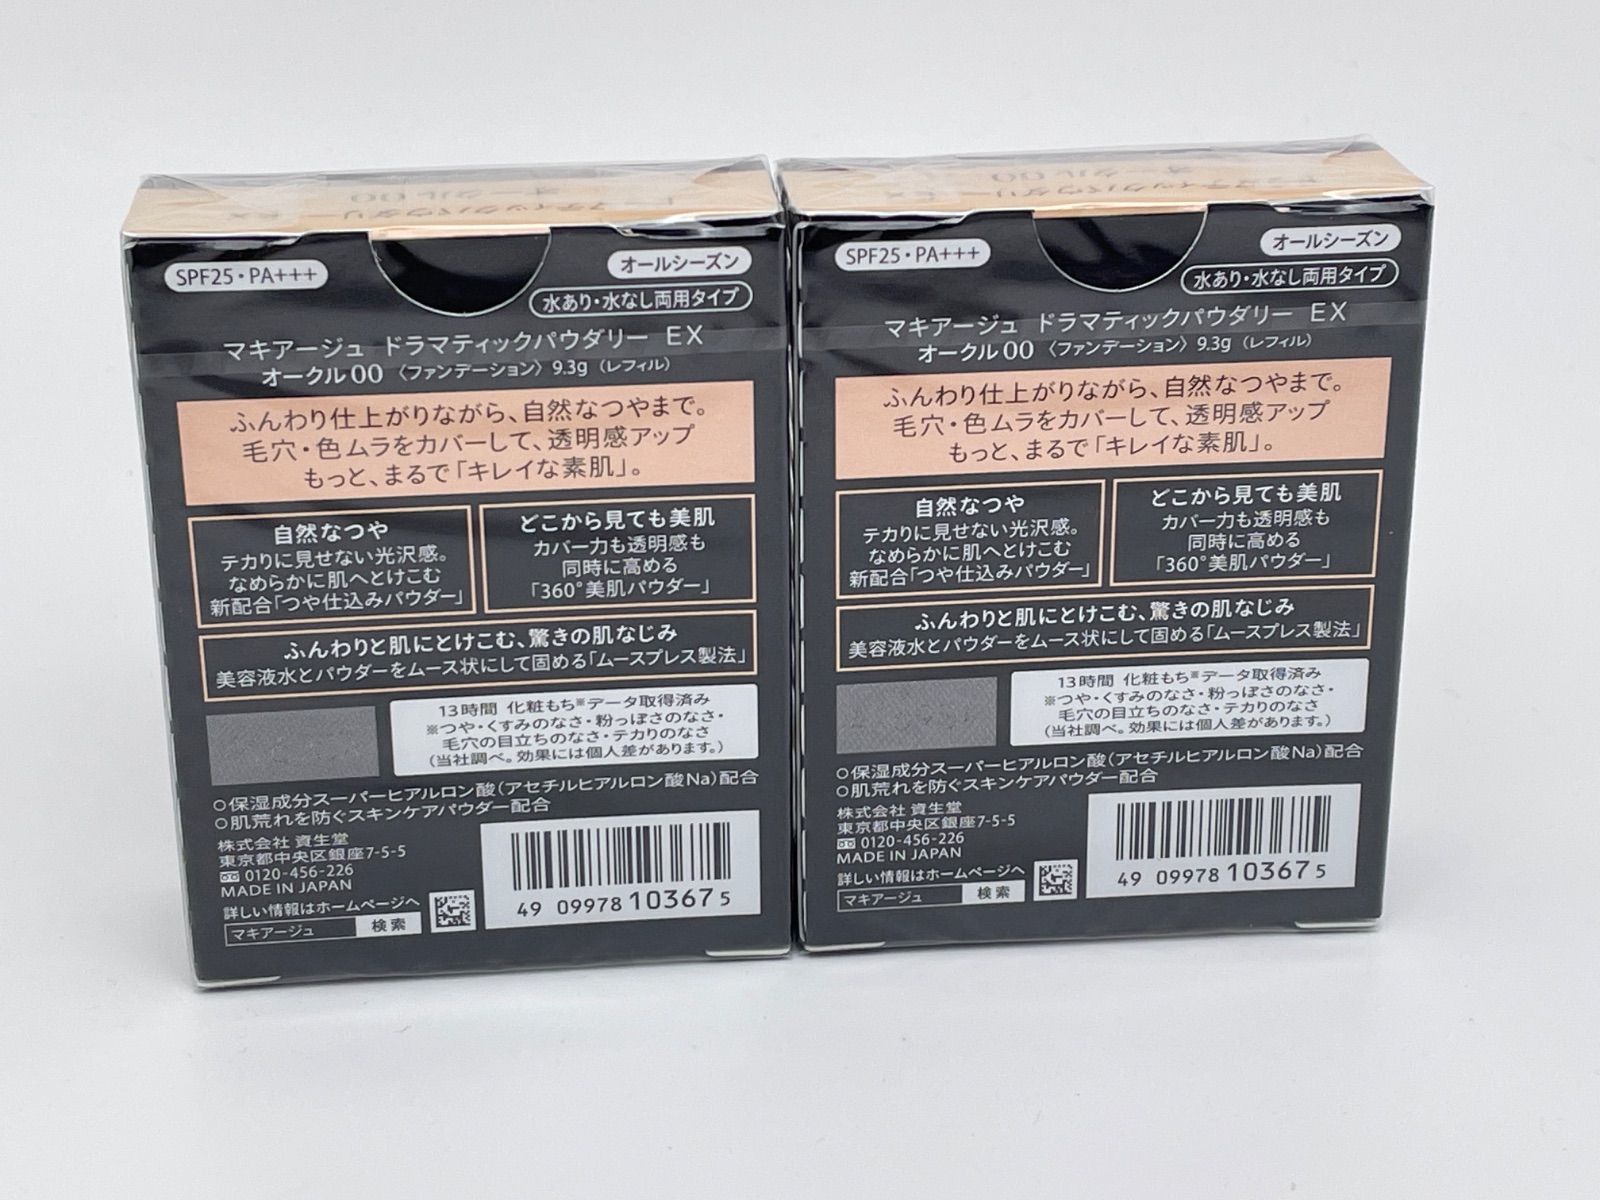 ドラマティックパウダリー EX
オークル00
SPF25・PA+++
オールシーズン
水あり・水なし両用タイプ
マキアージュ ドラマティックパウダリー EX
オークル00 〈ファンデーション〉 9.3g (レフィル)
ふんわり仕上がりながら、自然なつやまで。
毛穴・色ムラをカバーして、透明感アップ
もっと、まるで「キレイな素肌」。
自然なつや
テカリに見せない光沢感。
なめらかに肌へとけこむ
新配合「つや仕込みパウダー」
どこから見ても美肌
カバー力も透明感も
同時に高める
「360°美肌パウダー」
ふんわりと肌にとけこむ、驚きの肌なじみ
美容液水とパウダーをムース状にして固める「ムースプレス製法」
13時間 化粧もち※データ取得済み
※つや・くすみのなさ・粉っぽさのなさ・
毛穴の目立ちのなさ・テカリのなさ
(当社調べ。効果には個人差があります。)
○保湿成分スーパーヒアルロン酸(アセチルヒアルロン酸Na)配合
○肌荒れを防ぐスキンケアパウダー配合
株式会社 資生堂
東京都中央区銀座7-5-5
0120-456-226
MADE IN JAPAN
詳しい情報はホームページへ
マキアージュ 検索
49 09978 10367 5
オークル00
SPF25・PA+++
オールシーズン
水あり・水なし両用タイプ
マキアージュ ドラマティックパウダリー EX
オークル00 〈ファンデーション〉 9.3g (レフィル)
ふんわり仕上がりながら、自然なつやまで。
毛穴・色ムラをカバーして、透明感アップ
もっと、まるで「キレイな素肌」。
自然なつや
テカリに見せない光沢感。
なめらかに肌へとけこむ
新配合「つや仕込みパウダー」
どこから見ても美肌
カバー力も透明感も
同時に高める
「360°美肌パウダー」
ふんわりと肌にとけこむ、驚きの肌なじみ
美容液水とパウダーをムース状にして固める「ムースプレス製法」
13時間 化粧もち※データ取得済み
※つや・くすみのなさ・粉っぽさのなさ・
毛穴の目立ちのなさ・テカリのなさ
(当社調べ。効果には個人差があります。)
○保湿成分スーパーヒアルロン酸(アセチルヒアルロン酸Na)配合
○肌荒れを防ぐスキンケアパウダー配合
株式会社 資生堂
東京都中央区銀座7-5-5
0120-456-226
MADE IN JAPAN
詳しい情報はホームページへ
マキアージュ 検索
49 09978 10367 5